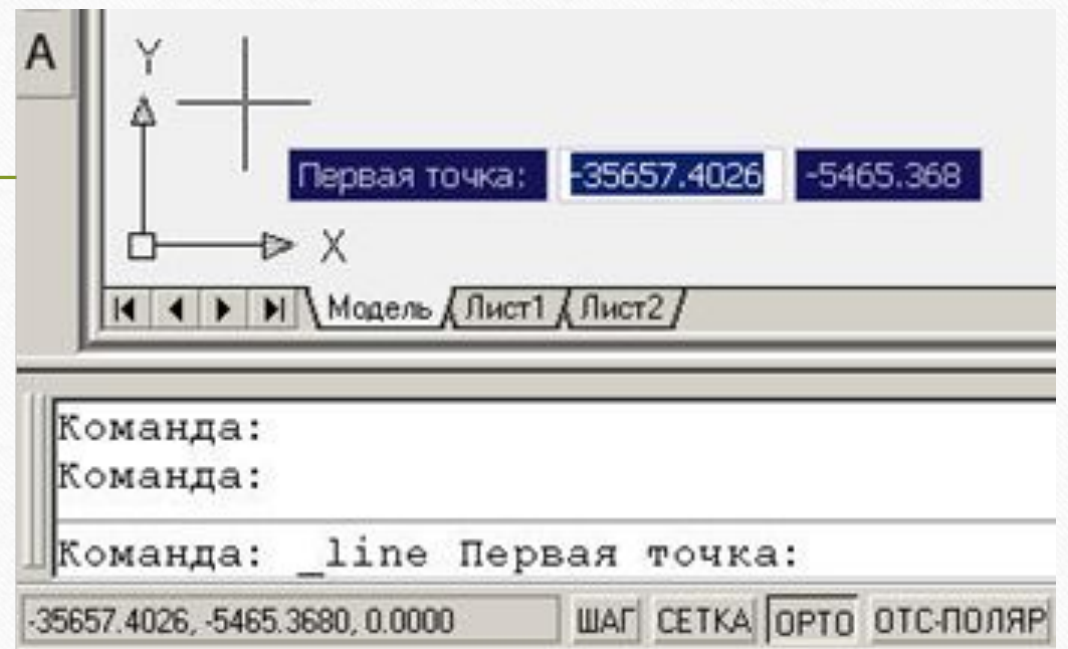 A
Y
Первая точка: -35657.4026 -5465.368
X
Модель Лист1 Лист2
Команда:
Команда:
Команда: _line Первая точка:
-35657.4026, -5465.3680, 0.0000 ШАГ СЕТКА ОРТО ОТС-ПОЛЯР